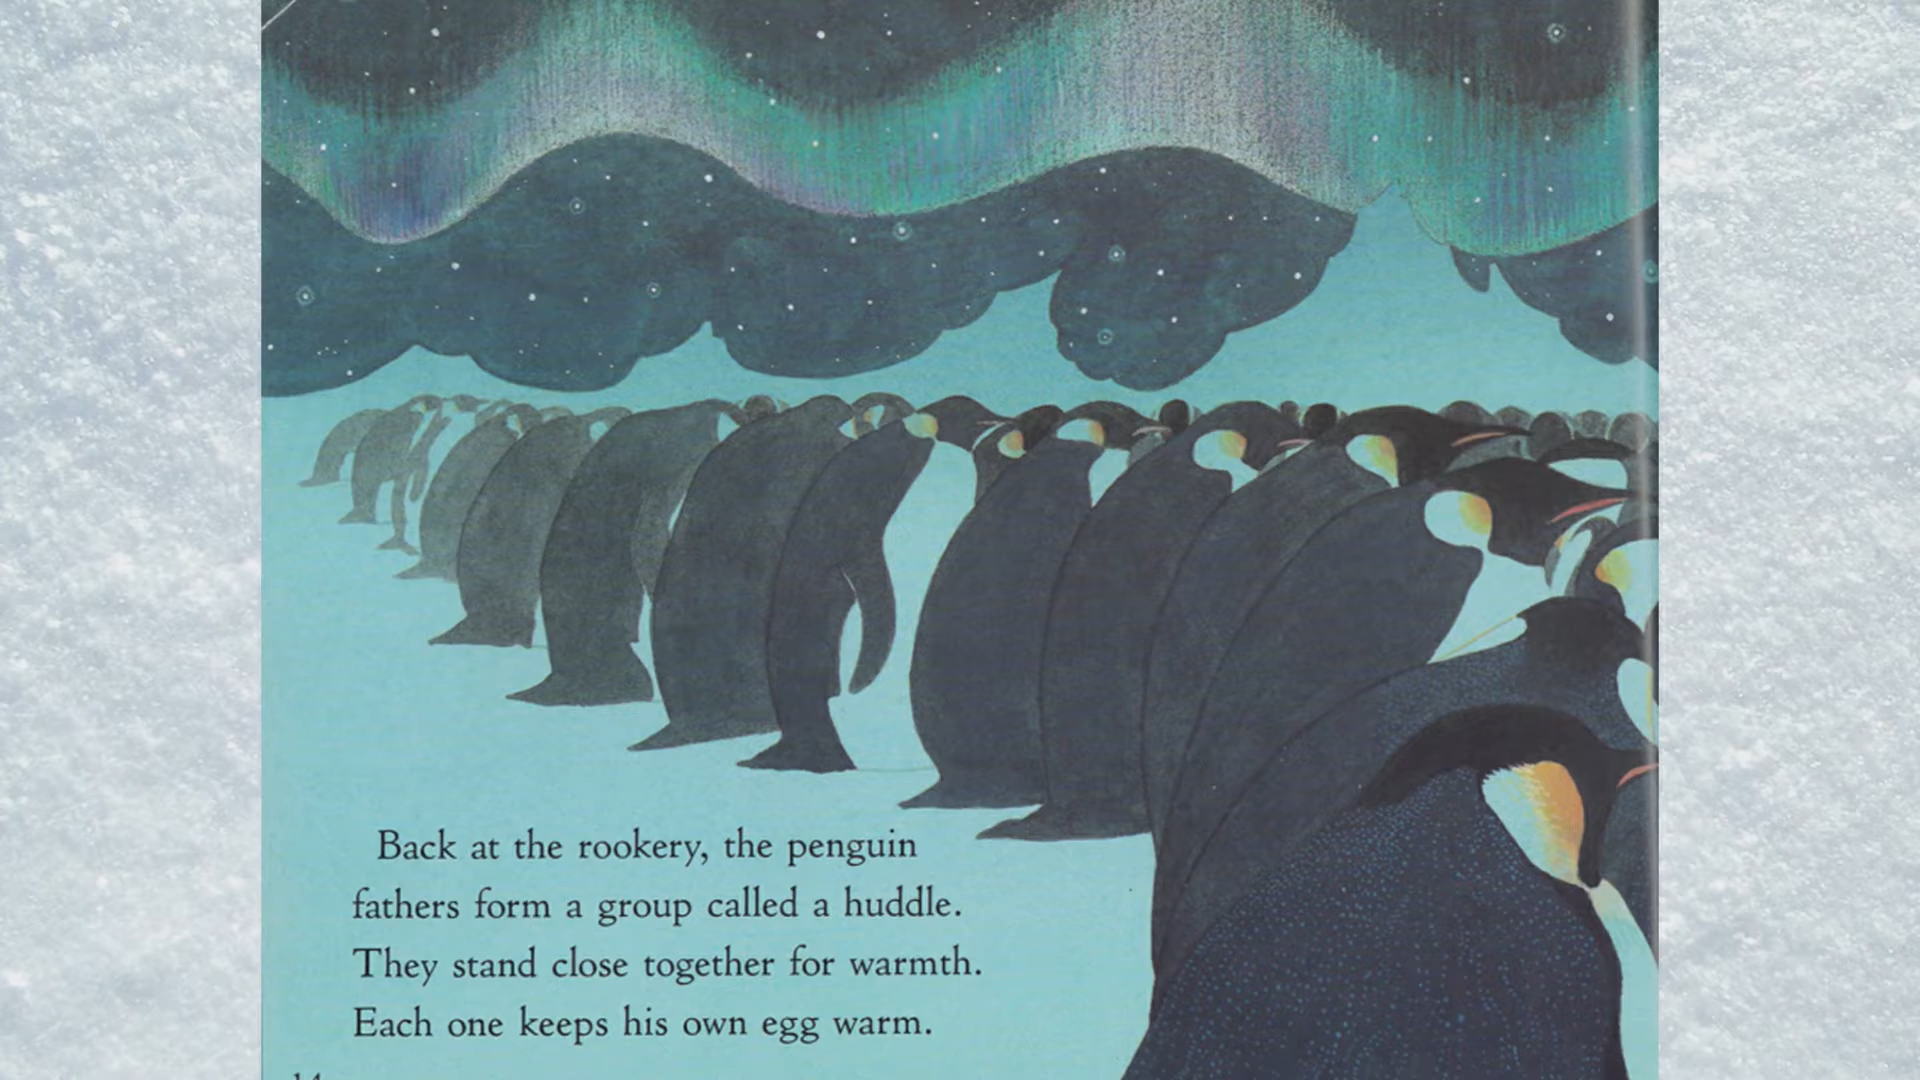 Back at the rookery, the penguin
fathers form a group called a huddle.
They stand close together for warmth.
Each one keeps his own egg warm.
14